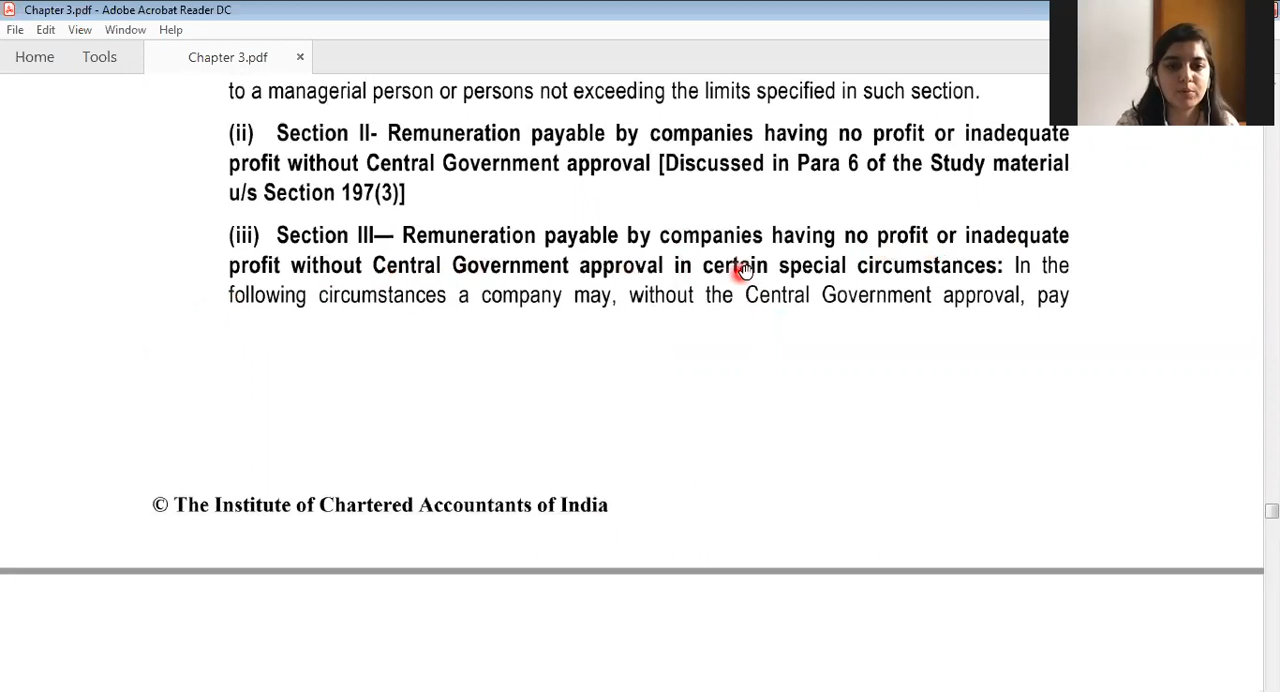 Chapter 3.pdf - Adobe Acrobat Reader DC
File Edit View Window Help
Home Tools Chapter 3.pdf ×
to a managerial person or persons not exceeding the limits specified in such section.
(ii) Section II- Remuneration payable by companies having no profit or inadequate
profit without Central Government approval [Discussed in Para 6 of the Study material
u/s Section 197(3)]
(iii) Section III— Remuneration payable by companies having no profit or inadequate
profit without Central Government approval in certain special circumstances: In the
following circumstances a company may, without the Central Government approval, pay
© The Institute of Chartered Accountants of India